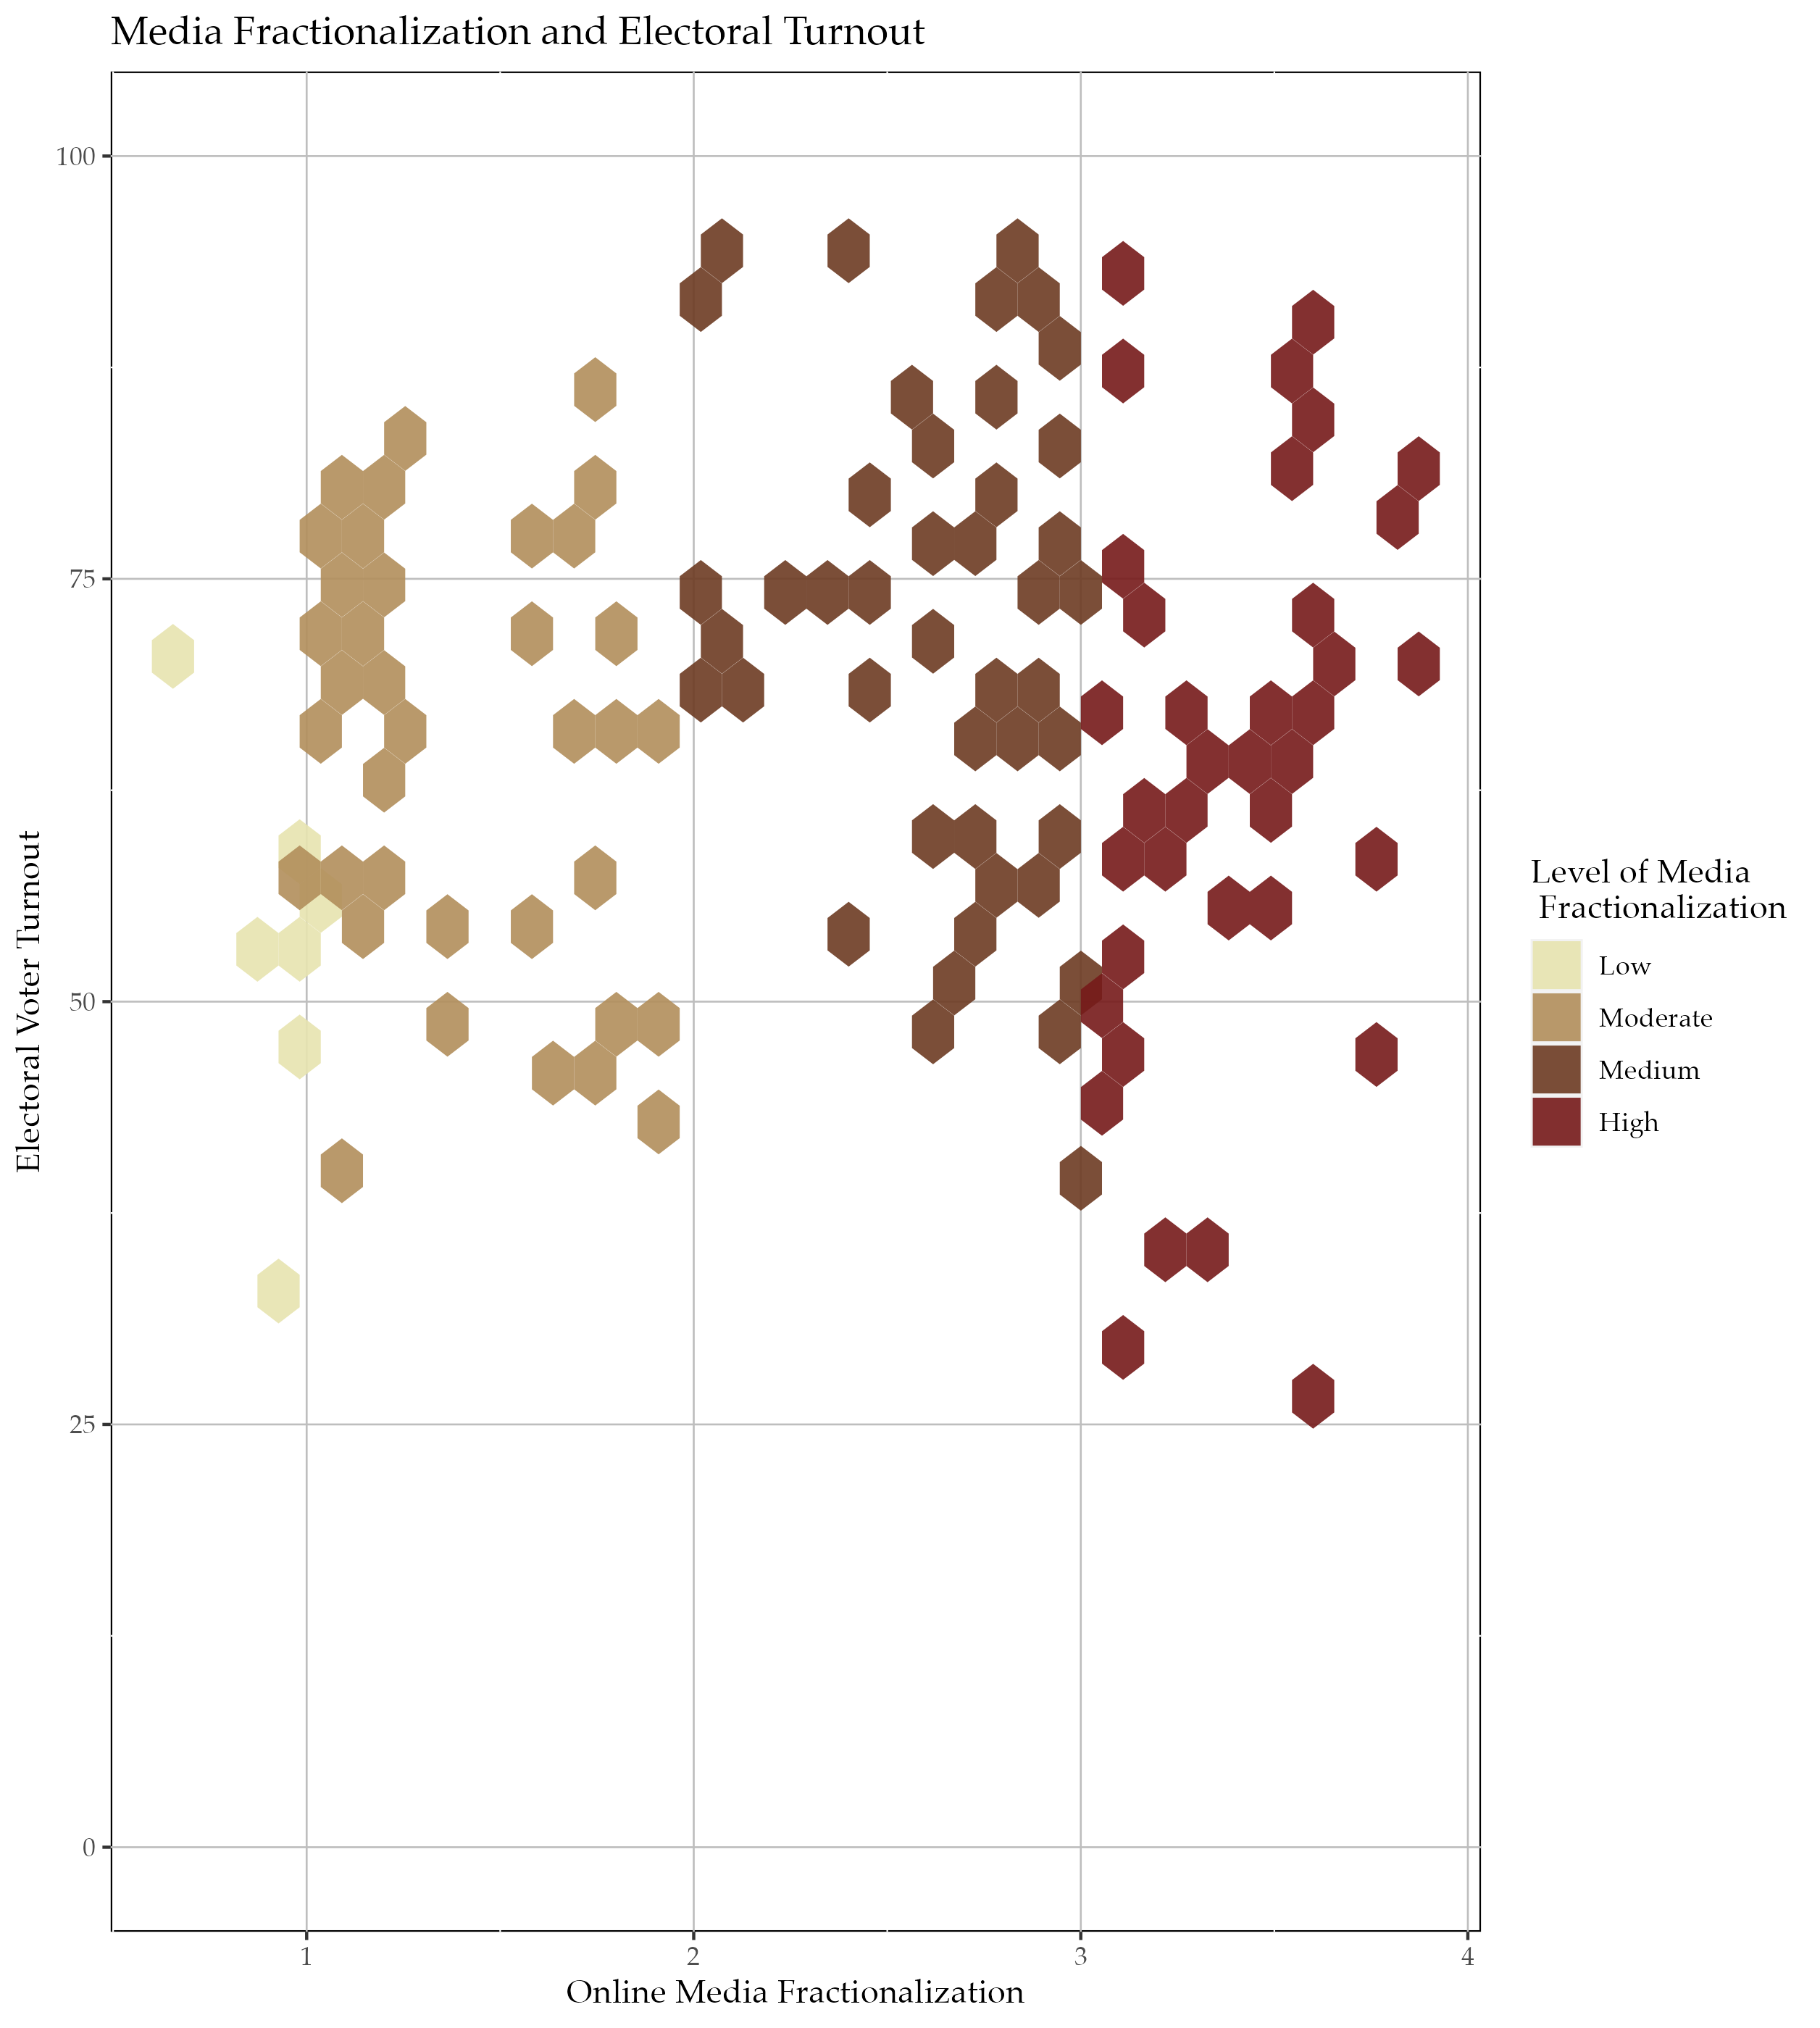 Media Fractionalization and Electoral Turnout
100
75
50
25
0
Electoral Voter Turnout
1 2 3 4
Online Media Fractionalization
Level of Media
Fractionalization
Low
Moderate
Medium
High